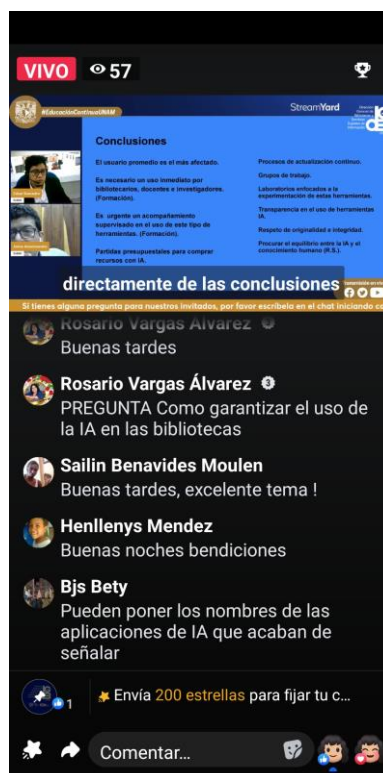 VIVO 57
#EducaciónContinuaUNAM
StreamYard
Conclusiones
El usuario promedio es el más afectado.
Es necesario un uso inmediato por
bibliotecarios, docentes e investigadores.
(Formación).
Es urgente un acompañamiento
supervisado en el uso de este tipo de
herramientas. (Formación).
Partidas presupuestales para comprar
recursos con IA.
Procesos de actualización continuo.
Grupos de trabajo.
Laboratorios enfocados a la
experimentación de estas herramientas.
Transparencia en el uso de herramientas
IA.
Respeto de originalidad e integridad.
Procurar el equilibrio entre la IA y el
conocimiento humano (R.S.).
directamente de las conclusiones
Si tienes alguna pregunta para nuestros invitados, por favor escríbela en el chat iniciando co
Rosario Vargas Álvarez
Buenas tardes
Rosario Vargas Álvarez
PREGUNTA Como garantizar el uso de
la IA en las bibliotecas
Sailin Benavides Moulen
Buenas tardes, excelente tema !
Henllenys Mendez
Buenas noches bendiciones
Bjs Bety
Pueden poner los nombres de las
aplicaciones de IA que acaban de
señalar
1
Envía 200 estrellas para fijar tu c...
Comentar...